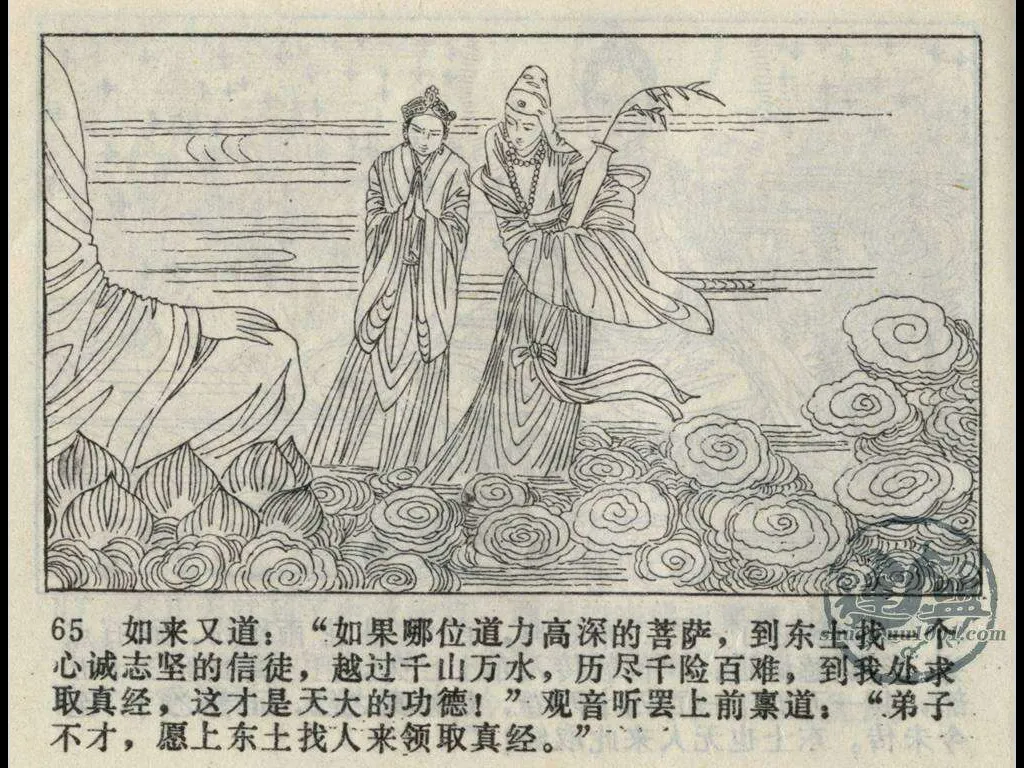 65 如来又道：“如果哪位道力高深的菩萨，到东土找一个
心诚志坚的信徒，越过千山万水，历尽千险百难，到我处求
取真经，这才是天大的功德！”观音听罢上前禀道：“弟子
不才，愿上东土找人来领取真经。”